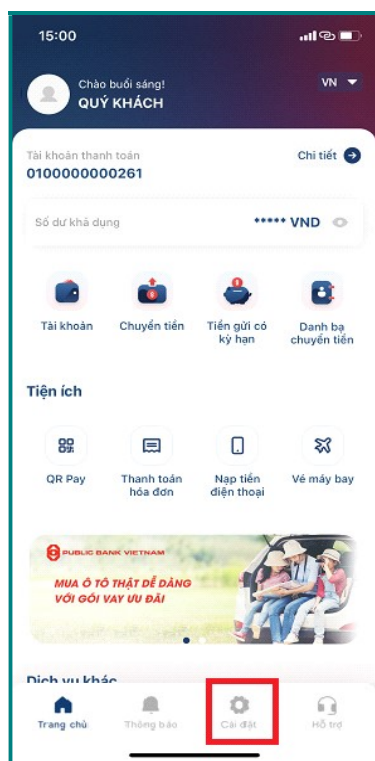 15:00
Chào buổi sáng!
VN
QUÝ KHÁCH
Tài khoản thanh toán
Chi tiết
0100000000261
Số dư khả dụng
***** VND
Tài khoản
Chuyển tiền
Tiền gửi có kỳ hạn
Danh bạ chuyển tiền
Tiện ích
QR Pay
Thanh toán hóa đơn
Nạp tiền điện thoại
Vé máy bay
PUBLIC BANK VIETNAM
MUA Ô TÔ THẬT DỄ DÀNG
VỚI GÓI VAY ƯU ĐÃI
Dịch vụ khác
Trang chủ
Thông báo
Cài đặt
Hỗ trợ